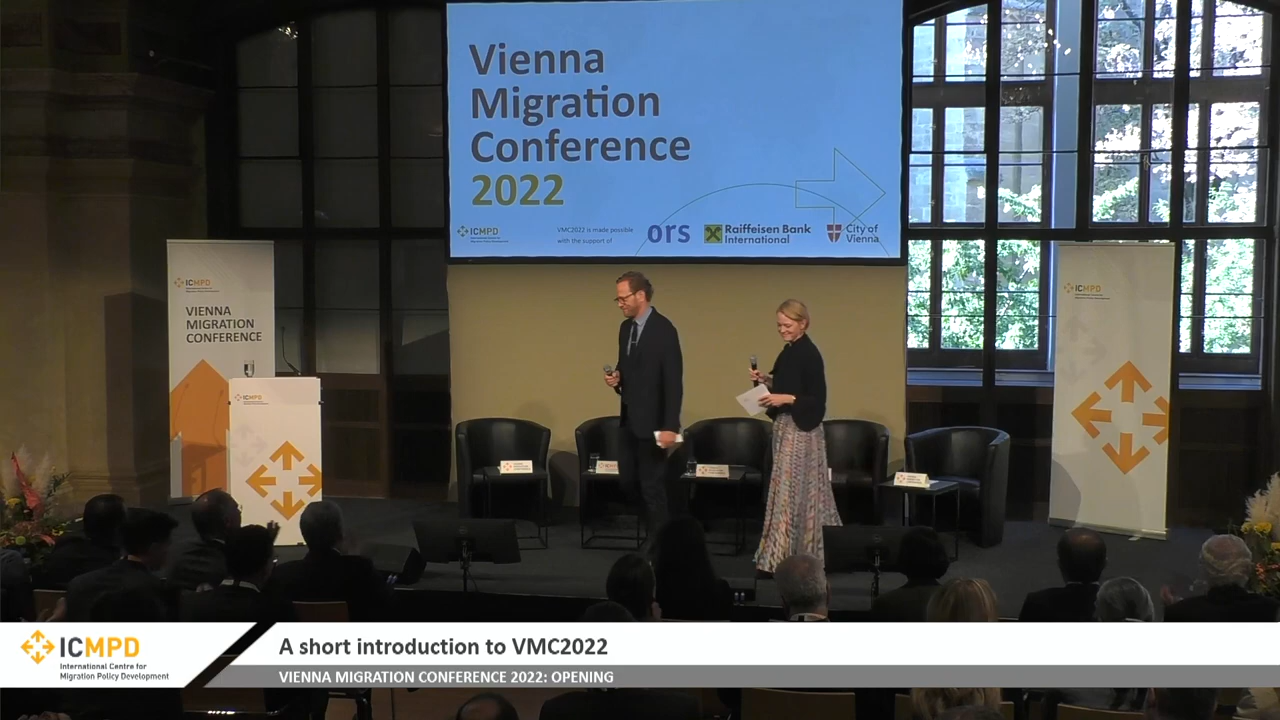 Vienna
Migration
Conference
2022
ICMPD
VMC2022 is made possible
with the support of
ors
Raiffeisen Bank
International
City of
Vienna
ICMPD
VIENNA
MIGRATION
CONFERENCE
ICMPD
ICMPD
ICMPD
International Centre for
Migration Policy Development
A short introduction to VMC2022
VIENNA MIGRATION CONFERENCE 2022: OPENING